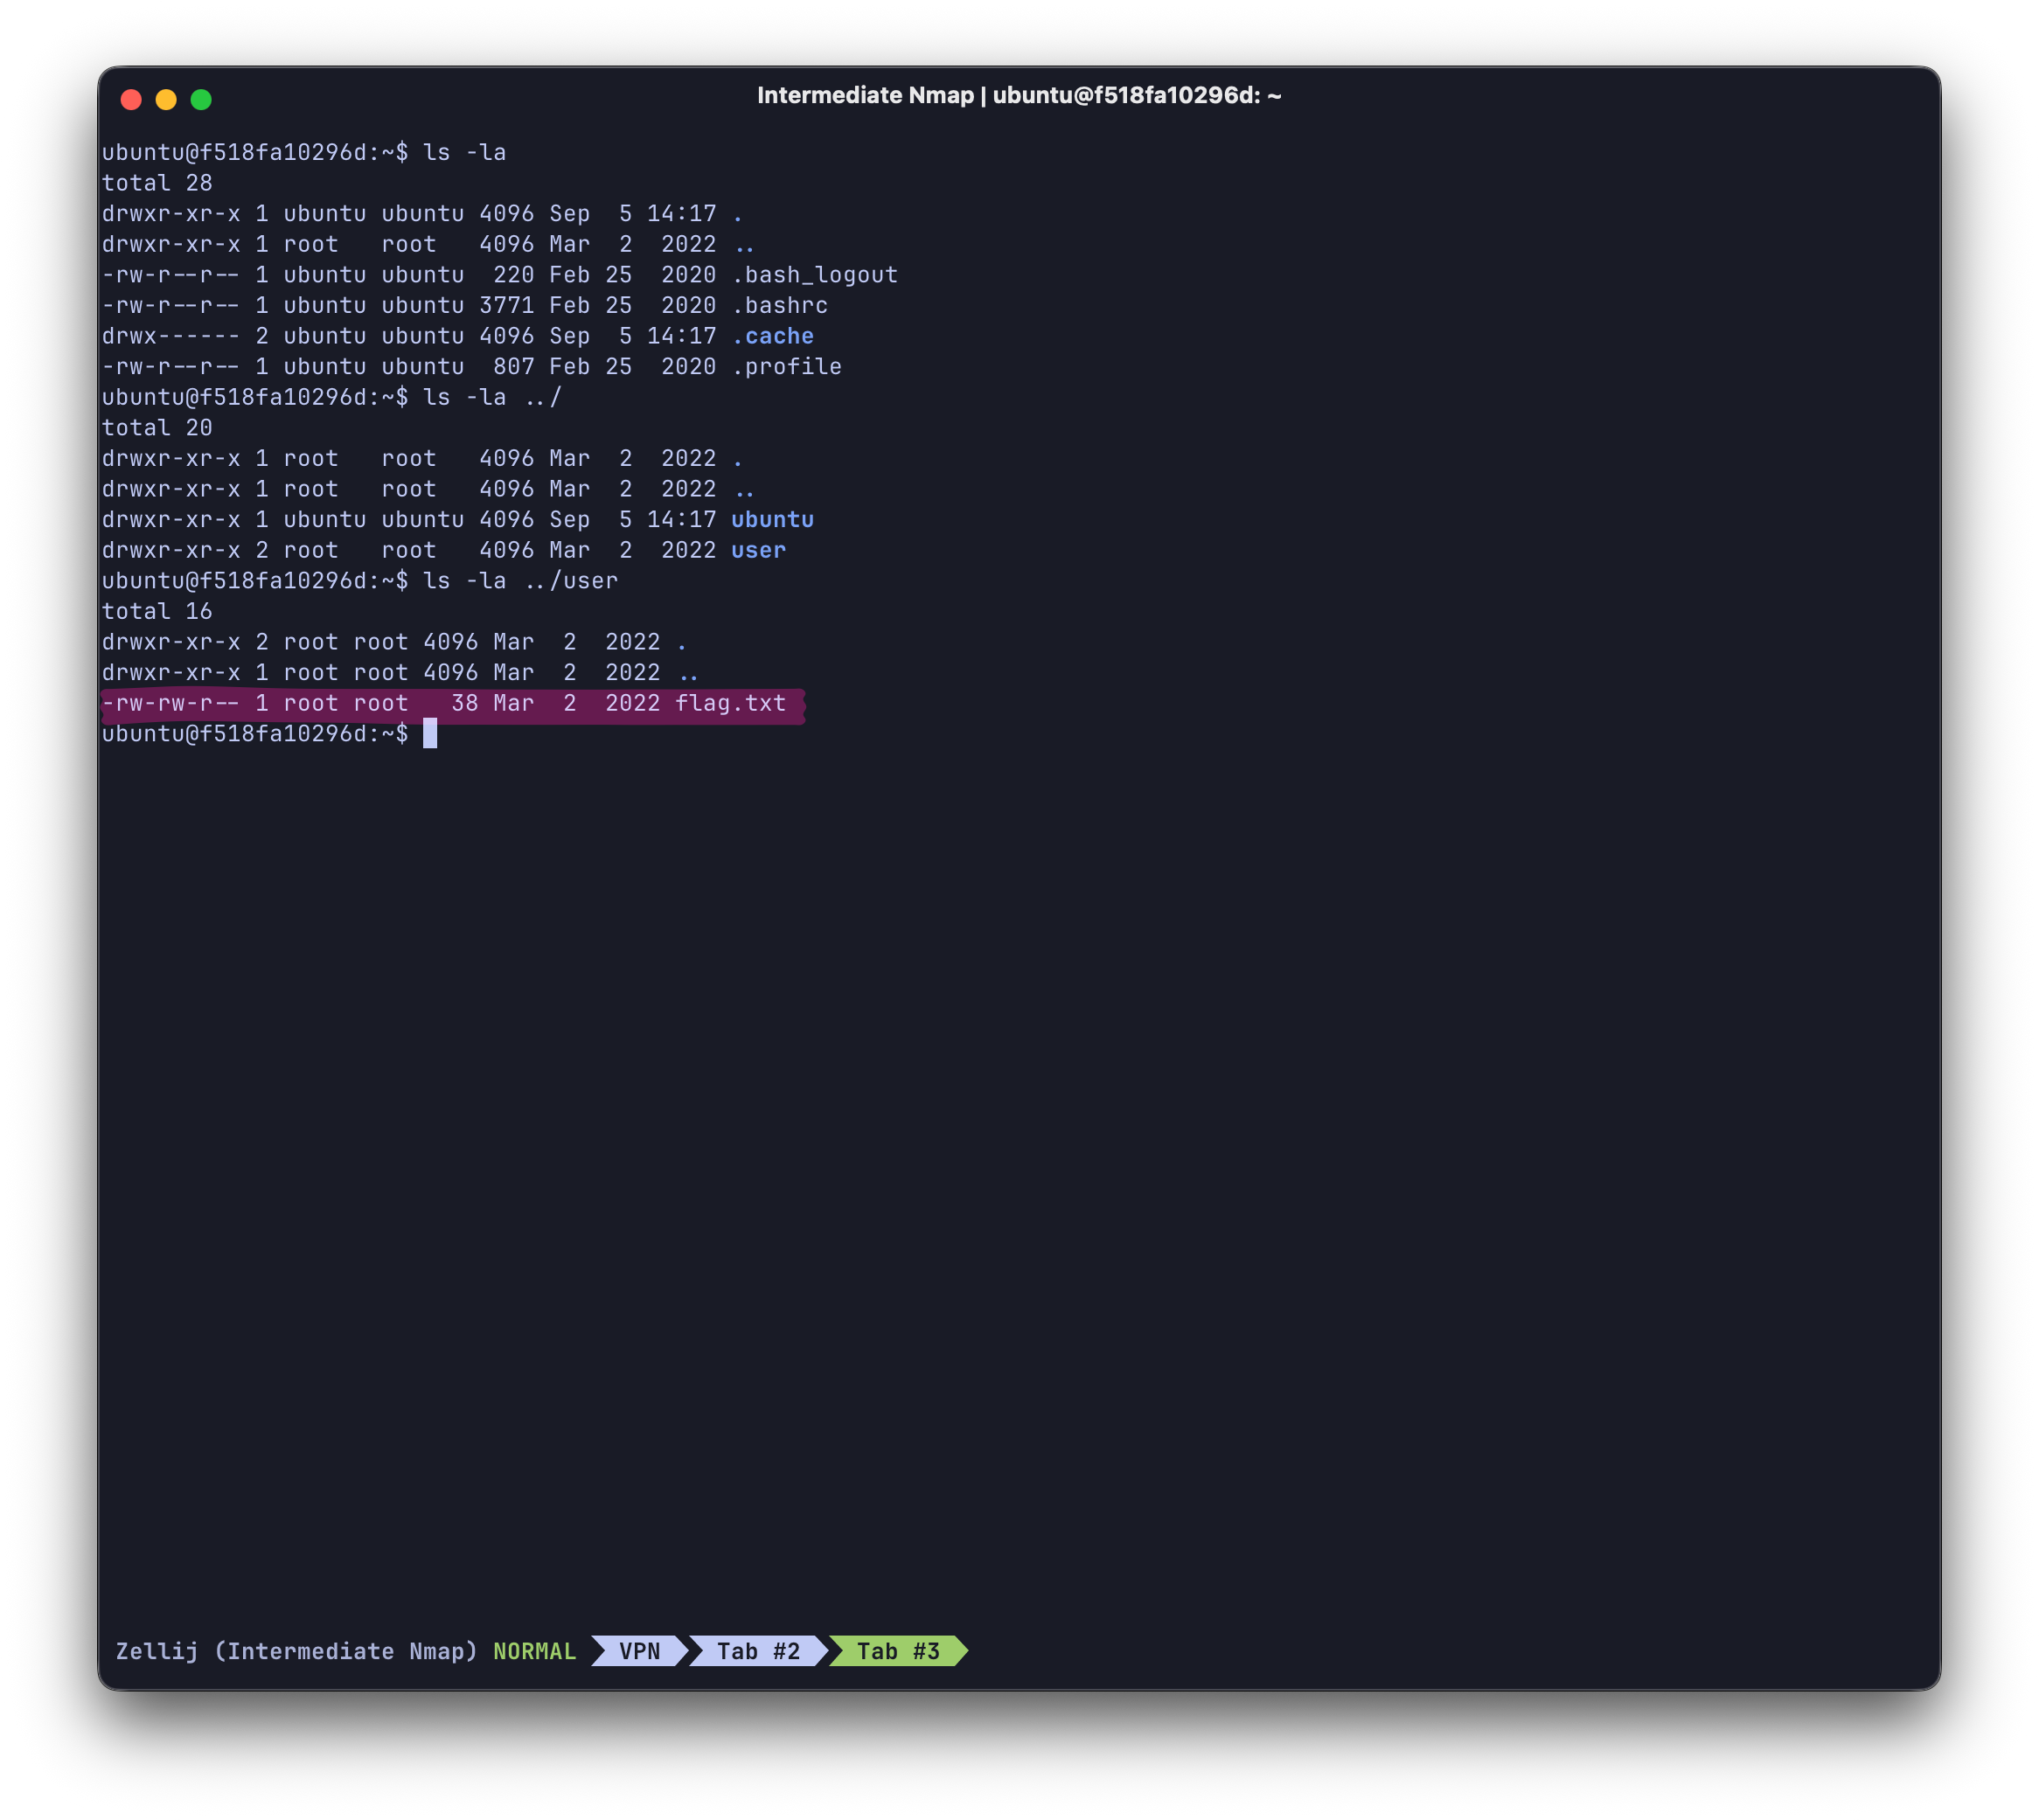 Intermediate Nmap | ubuntu@f518fa10296d: ~
ubuntu@f518fa10296d:~$ ls -la
total 28
drwxr-xr-x 1 ubuntu ubuntu 4096 Sep  5 14:17 .
drwxr-xr-x 1 root   root   4096 Mar  2  2022 ..
-rw-r--r-- 1 ubuntu ubuntu  220 Feb 25  2020 .bash_logout
-rw-r--r-- 1 ubuntu ubuntu 3771 Feb 25  2020 .bashrc
drwx------ 2 ubuntu ubuntu 4096 Sep  5 14:17 .cache
-rw-r--r-- 1 ubuntu ubuntu  807 Feb 25  2020 .profile
ubuntu@f518fa10296d:~$ ls -la ../
total 20
drwxr-xr-x 1 root   root   4096 Mar  2  2022 .
drwxr-xr-x 1 root   root   4096 Mar  2  2022 ..
drwxr-xr-x 1 ubuntu ubuntu 4096 Sep  5 14:17 ubuntu
drwxr-xr-x 2 root   root   4096 Mar  2  2022 user
ubuntu@f518fa10296d:~$ ls -la ../user
total 16
drwxr-xr-x 2 root root 4096 Mar  2  2022 .
drwxr-xr-x 1 root root 4096 Mar  2  2022 ..
-rw-rw-r-- 1 root root   38 Mar  2  2022 flag.txt
ubuntu@f518fa10296d:~$
Zellij (Intermediate Nmap) NORMAL VPN Tab #2 Tab #3